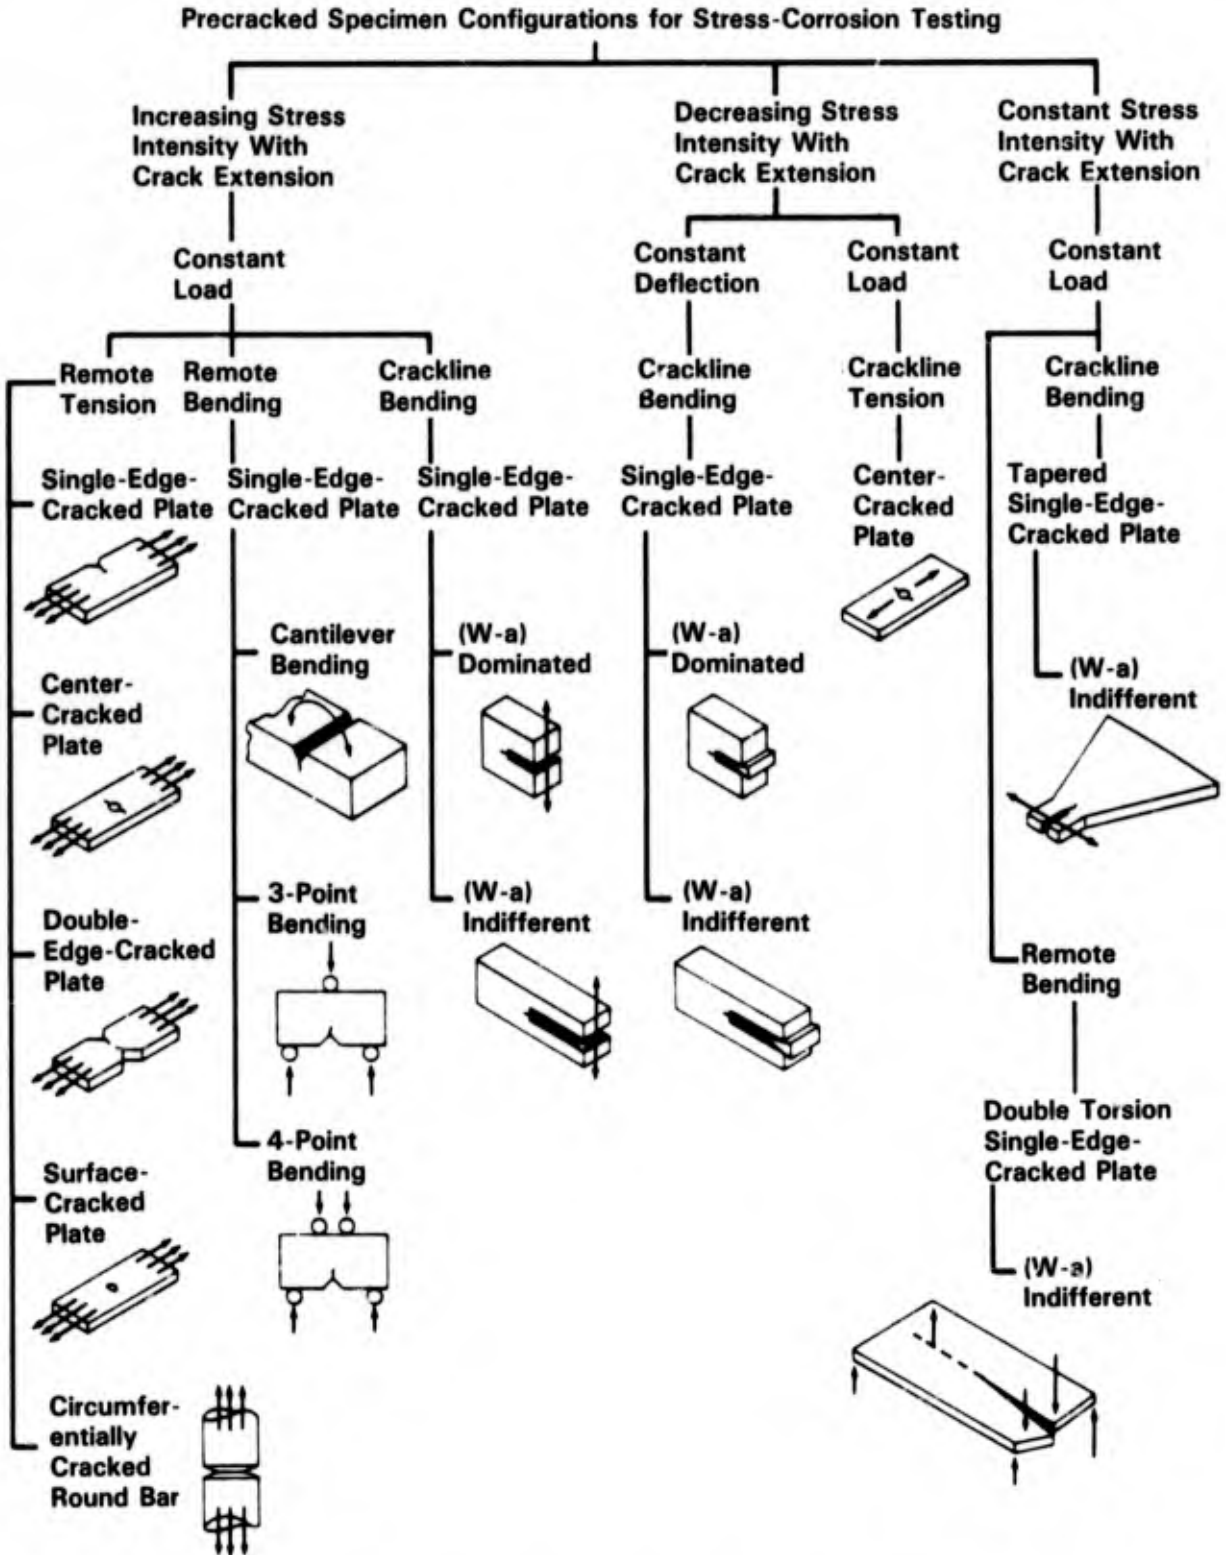 Precracked Specimen Configurations for Stress-Corrosion Testing
Increasing Stress
Intensity With
Crack Extension
Decreasing Stress
Intensity With
Crack Extension
Constant Stress
Intensity With
Crack Extension
Constant
Load
Constant
Deflection
Constant
Load
Constant
Load
Remote
Tension
Remote
Bending
Crackline
Bending
Crackline
Bending
Crackline
Tension
Crackline
Bending
Single-Edge-
Cracked Plate
Single-Edge-
Cracked Plate
Single-Edge-
Cracked Plate
Single-Edge-
Cracked Plate
Center-
Cracked
Plate
Tapered
Single-Edge-
Cracked Plate
Cantilever
Bending
(W-a)
Dominated
(W-a)
Dominated
(W-a)
Indifferent
Center-
Cracked
Plate
3-Point
Bending
(W-a)
Indifferent
(W-a)
Indifferent
Double-
Edge-Cracked
Plate
Remote
Bending
4-Point
Bending
Double Torsion
Single-Edge-
Cracked Plate
Surface-
Cracked
Plate
(W-a)
Indifferent
Circumfer-
entially
Cracked
Round Bar